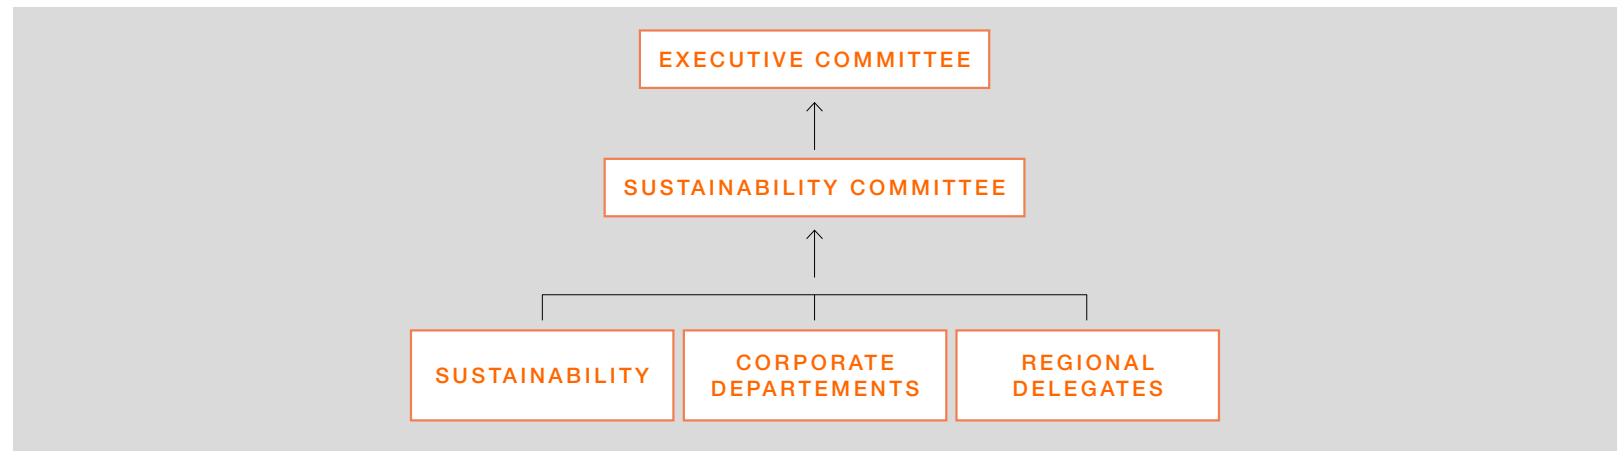 EXECUTIVE COMMITTEE
SUSTAINABILITY COMMITTEE
SUSTAINABILITY
CORPORATE
DEPARTEMENTS
REGIONAL
DELEGATES